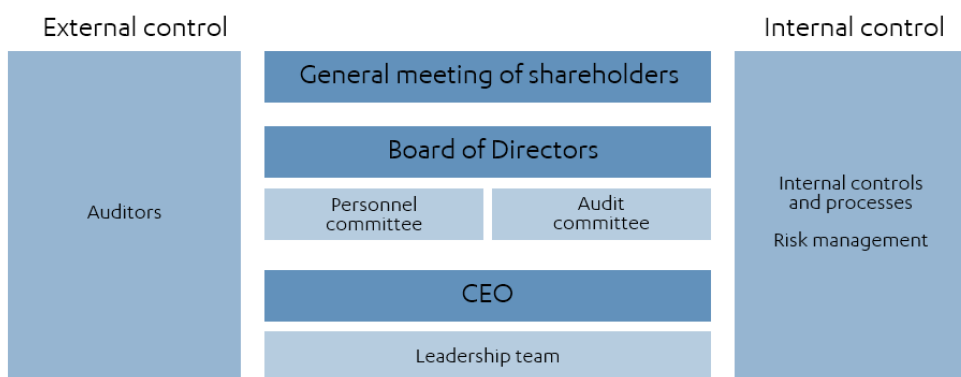 External control
Internal control
General meeting of shareholders
Board of Directors
Personnel
committee
Audit
committee
Auditors
Internal controls
and processes
Risk management
CEO
Leadership team